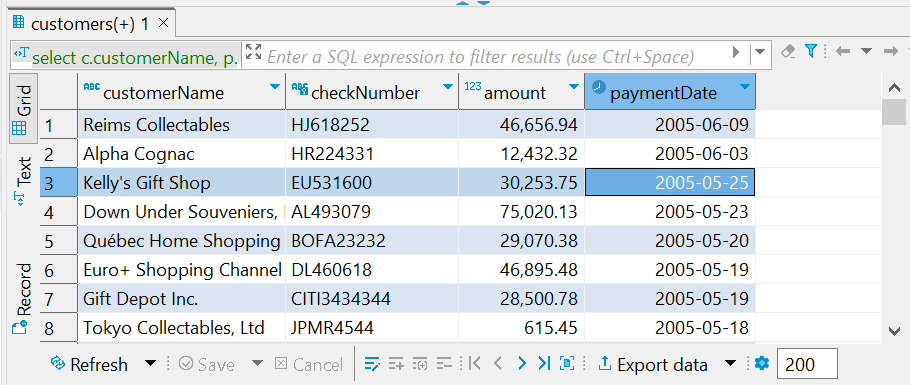 customers(+) 1
select c.customerName, p. Enter a SQL expression to filter results (use Ctrl+Space)
ABC customerName ABC checkNumber 123 amount paymentDate
1 Reims Collectables HJ618252 46,656.94 2005-06-09
2 Alpha Cognac HR224331 12,432.32 2005-06-03
3 Kelly's Gift Shop EU531600 30,253.75 2005-05-25
4 Down Under Souveniers, AL493079 75,020.13 2005-05-23
5 Québec Home Shopping BOFA23232 29,070.38 2005-05-20
6 Euro+ Shopping Channel DL460618 46,895.48 2005-05-19
7 Gift Depot Inc. CITI3434344 28,500.78 2005-05-19
8 Tokyo Collectables, Ltd JPMR4544 615.45 2005-05-18
Grid
Text
Record
Refresh Save Cancel Export data 200